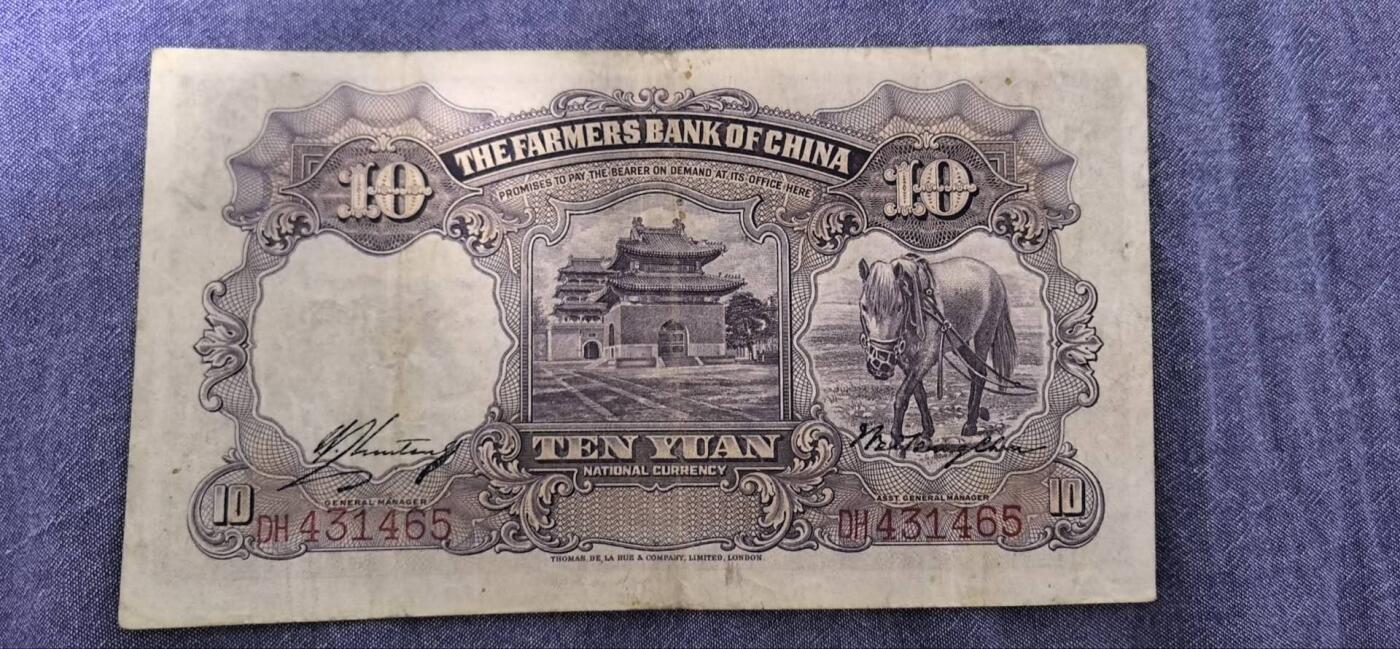 THE FARMERS BANK OF CHINA
PROMISES TO PAY THE BEARER ON DEMAND AT ITS OFFICE HERE
10
10
TEN YUAN
NATIONAL CURRENCY
GENERAL MANAGER
ASST. GENERAL MANAGER
10
10
DH 431465
DH 431465
THOMAS DE LA RUE & COMPANY, LIMITED, LONDON.